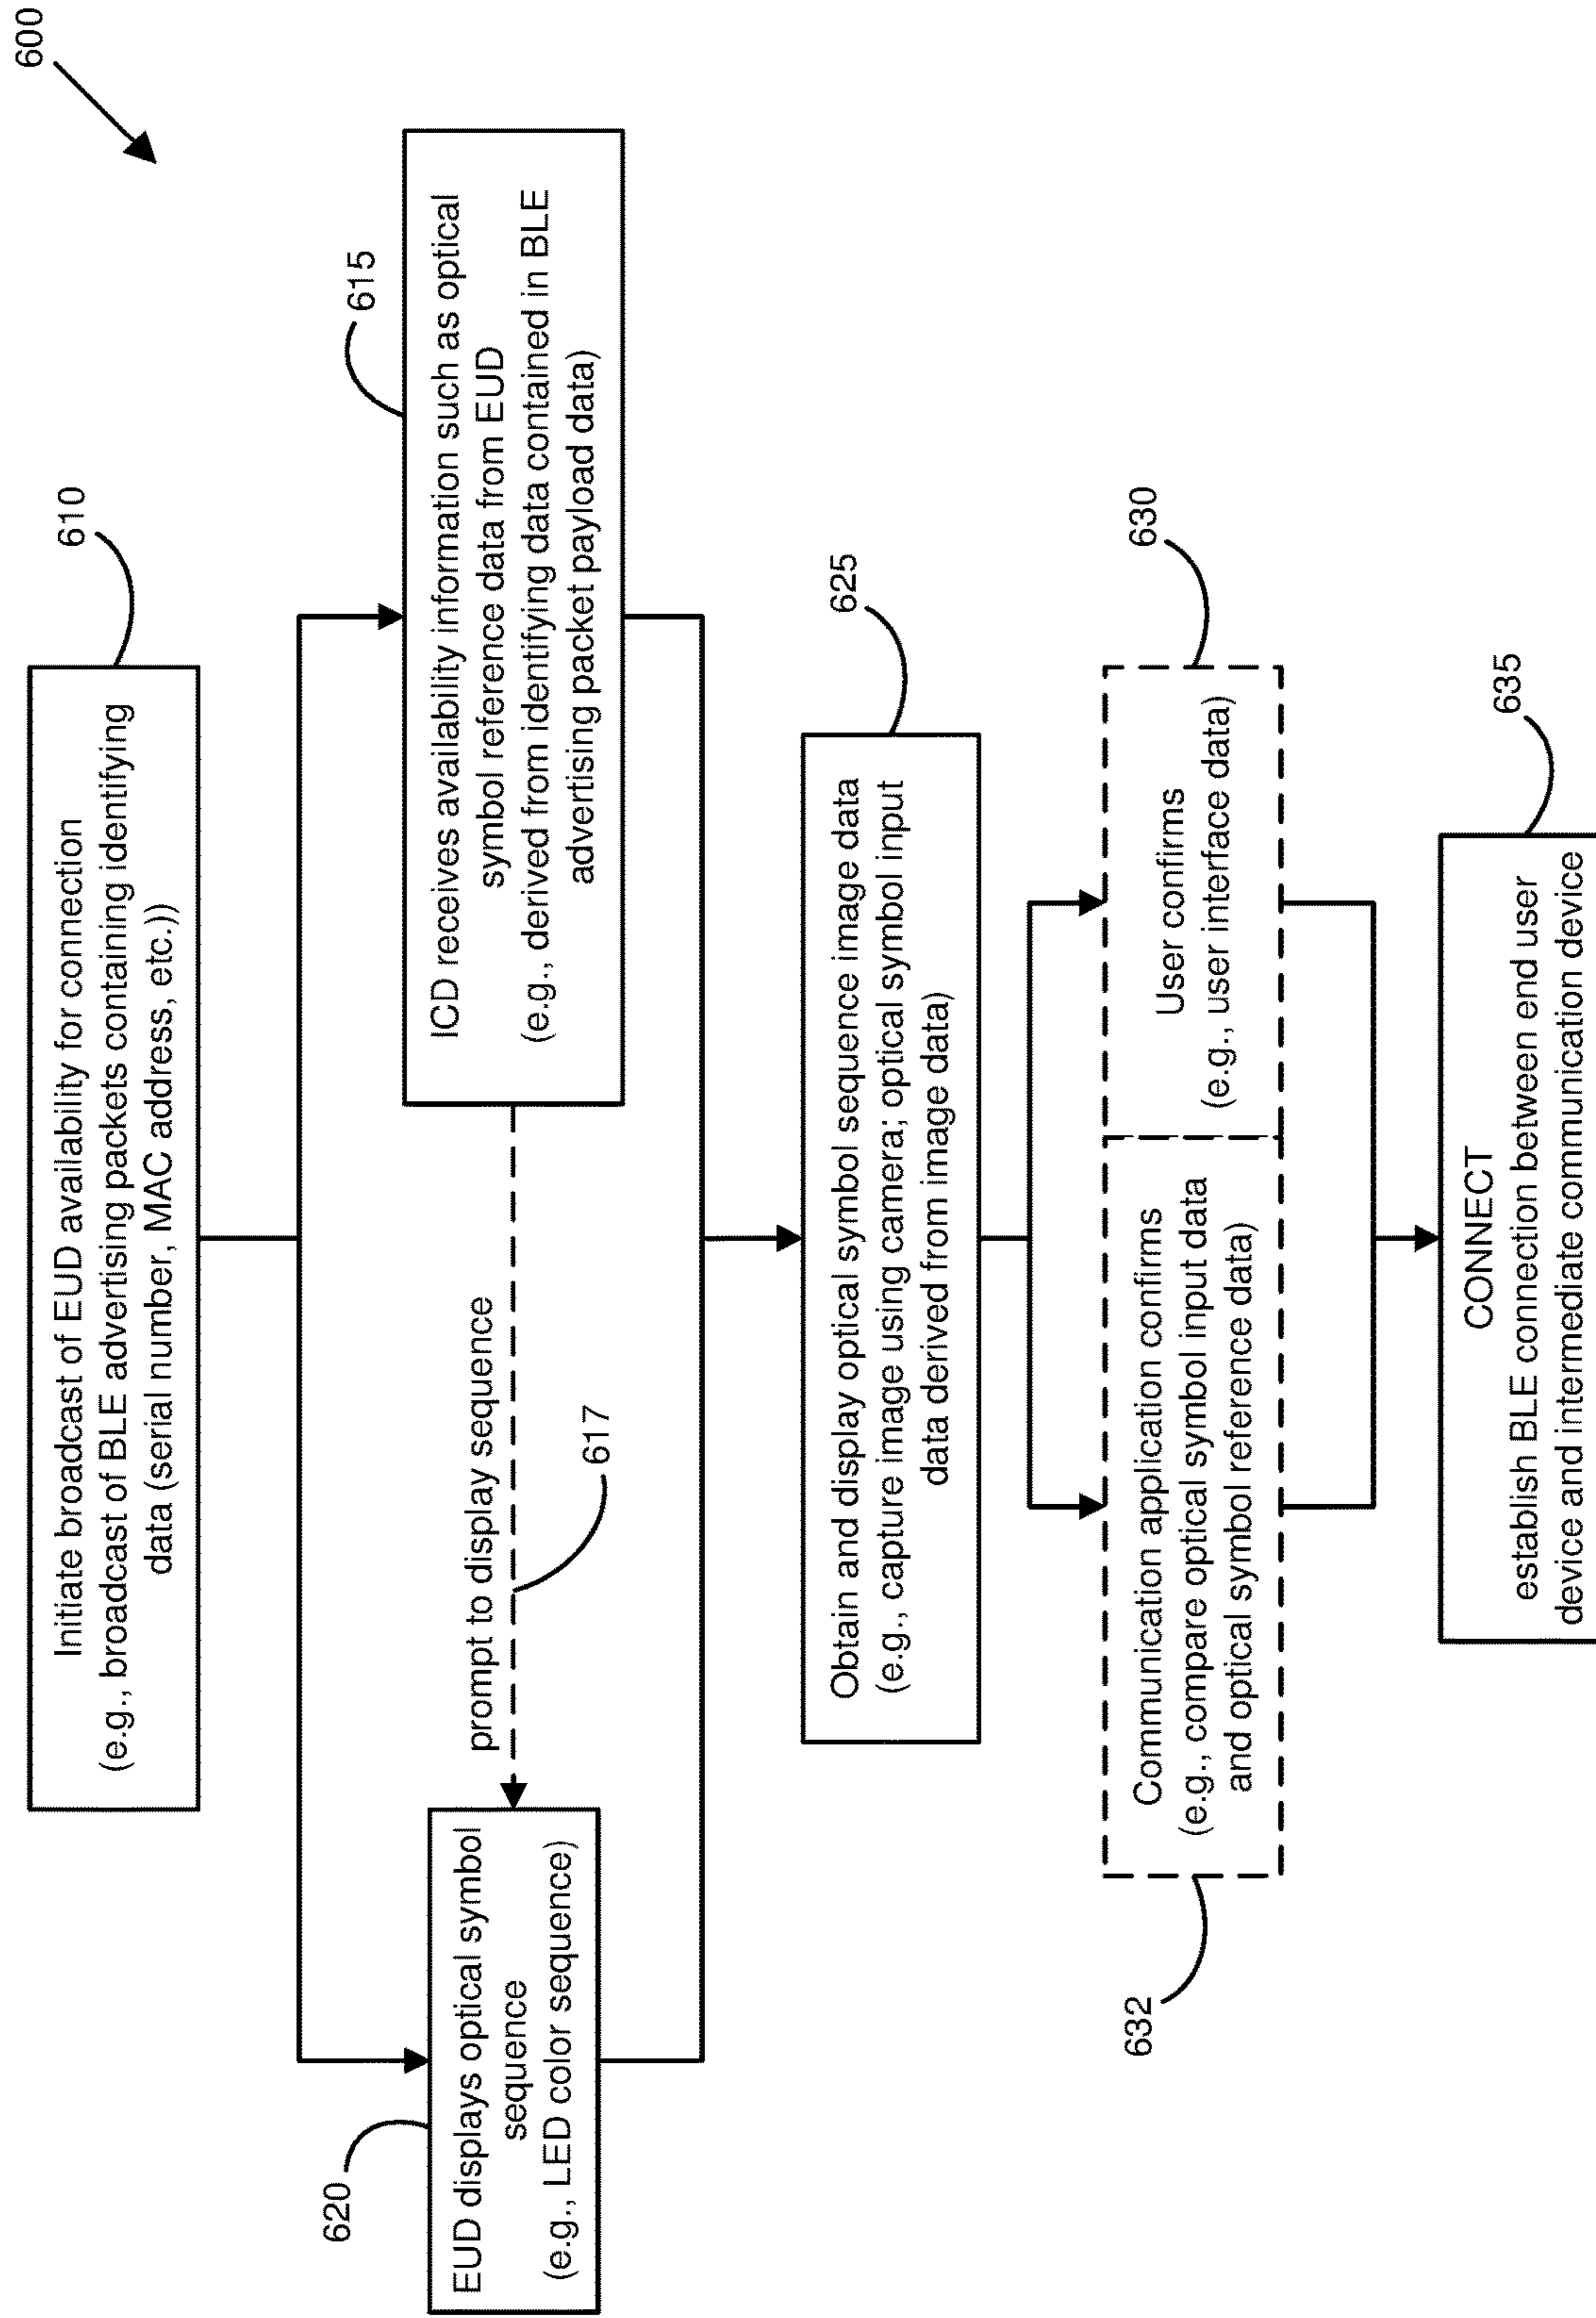 600
610
Initiate broadcast of EUD availability for connection
(e.g., broadcast of BLE advertising packets containing identifying
data (serial number, MAC address, etc.))
620
EUD displays optical symbol
sequence
(e.g., LED color sequence)
prompt to display sequence
617
615
ICD receives availability information such as optical
symbol reference data from EUD
(e.g., derived from identifying data contained in BLE
advertising packet payload data)
625
Obtain and display optical symbol sequence image data
(e.g., capture image using camera; optical symbol input
data derived from image data)
632
Communication application confirms
(e.g., compare optical symbol input data
and optical symbol reference data)
630
User confirms
(e.g., user interface data)
635
CONNECT
establish BLE connection between end user
device and intermediate communication device